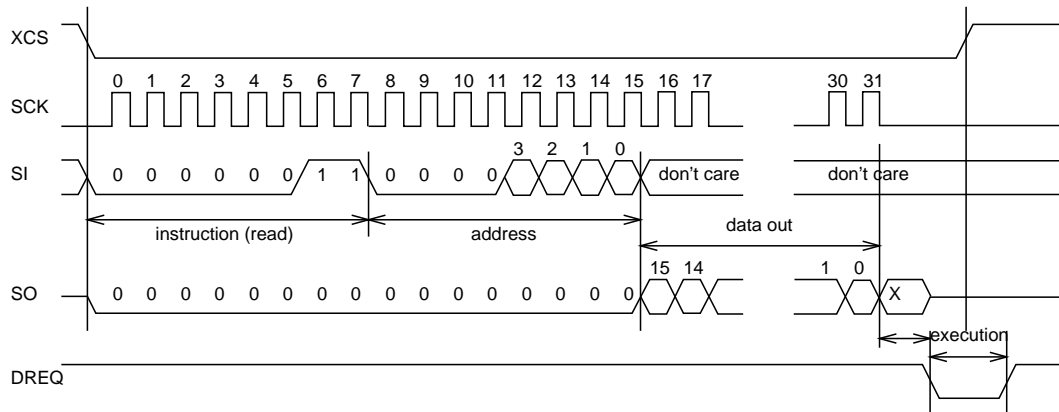 XCS
0 1 2 3 4 5 6 7 8 9 10 11 12 13 14 15 16 17 30 31
SCK
3 2 1 0
SI 0 0 0 0 0 0 1 1 0 0 0 0 don't care don't care
instruction (read) address data out
15 14 1 0
SO 0 0 0 0 0 0 0 0 0 0 0 0 0 0 0 0 X
execution
DREQ